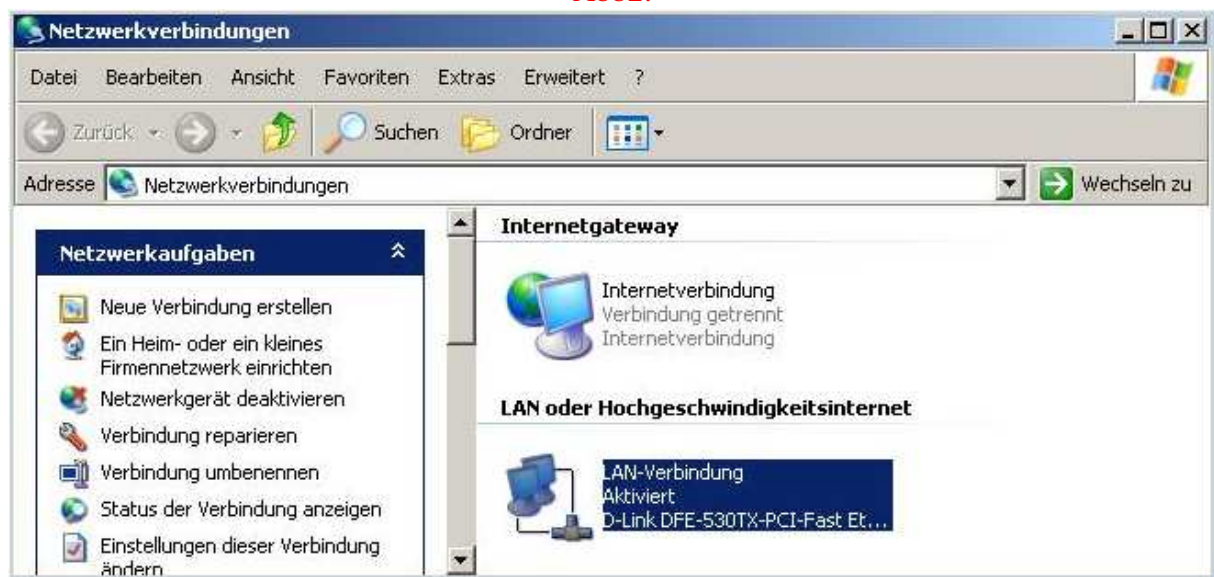 Netzwerkverbindungen
Datei Bearbeiten Ansicht Favoriten Extras Erweitert ?
Zurück Suchen Ordner
Adresse Netzwerkverbindungen Wechseln zu
Netzwerkaufgaben
Neue Verbindung erstellen
Ein Heim- oder ein kleines
Firmennetzwerk einrichten
Netzwerkgerät deaktivieren
Verbindung reparieren
Verbindung umbenennen
Status der Verbindung anzeigen
Einstellungen dieser Verbindung
ändern
Internetgateway
Internetverbindung
Verbindung getrennt
Internetverbindung
LAN oder Hochgeschwindigkeitsinternet
LAN-Verbindung
Aktiviert
D-Link DFE-530TX-PCI-Fast Et...